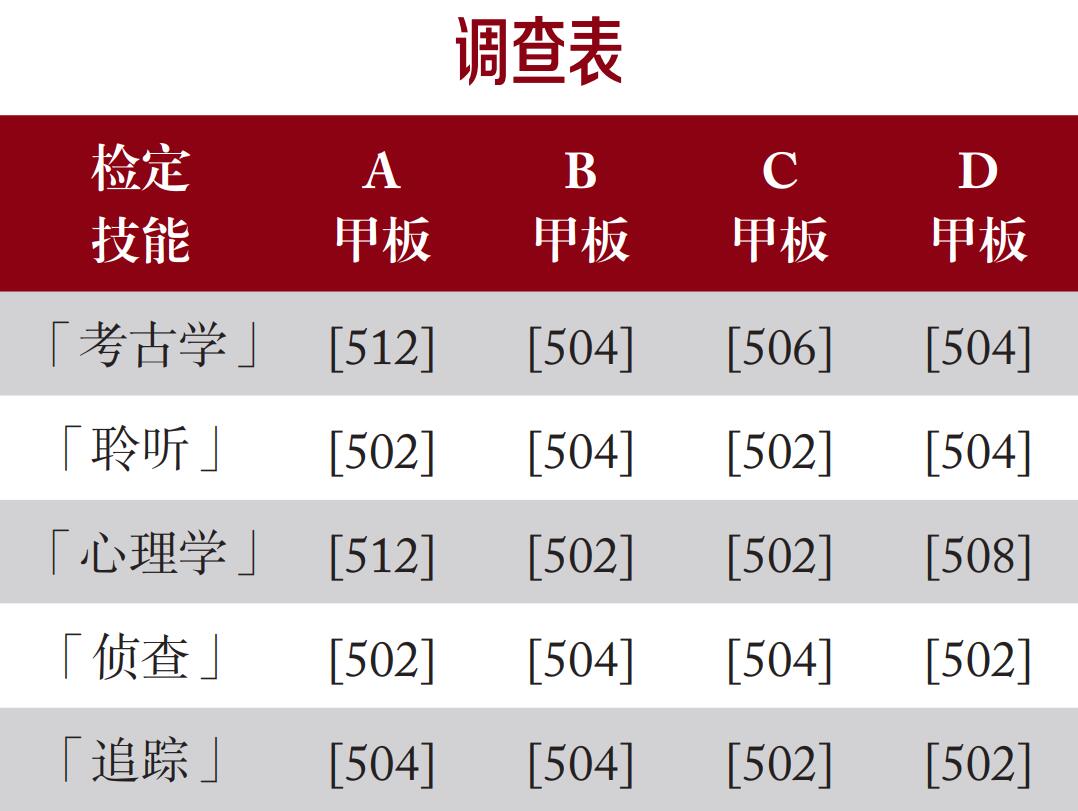 调查表
检定 A B C D
技能 甲板 甲板 甲板 甲板
「考古学」 [512] [504] [506] [504]
「聆听」 [502] [504] [502] [504]
「心理学」 [512] [502] [502] [508]
「侦查」 [502] [504] [504] [502]
「追踪」 [504] [504] [502] [502]